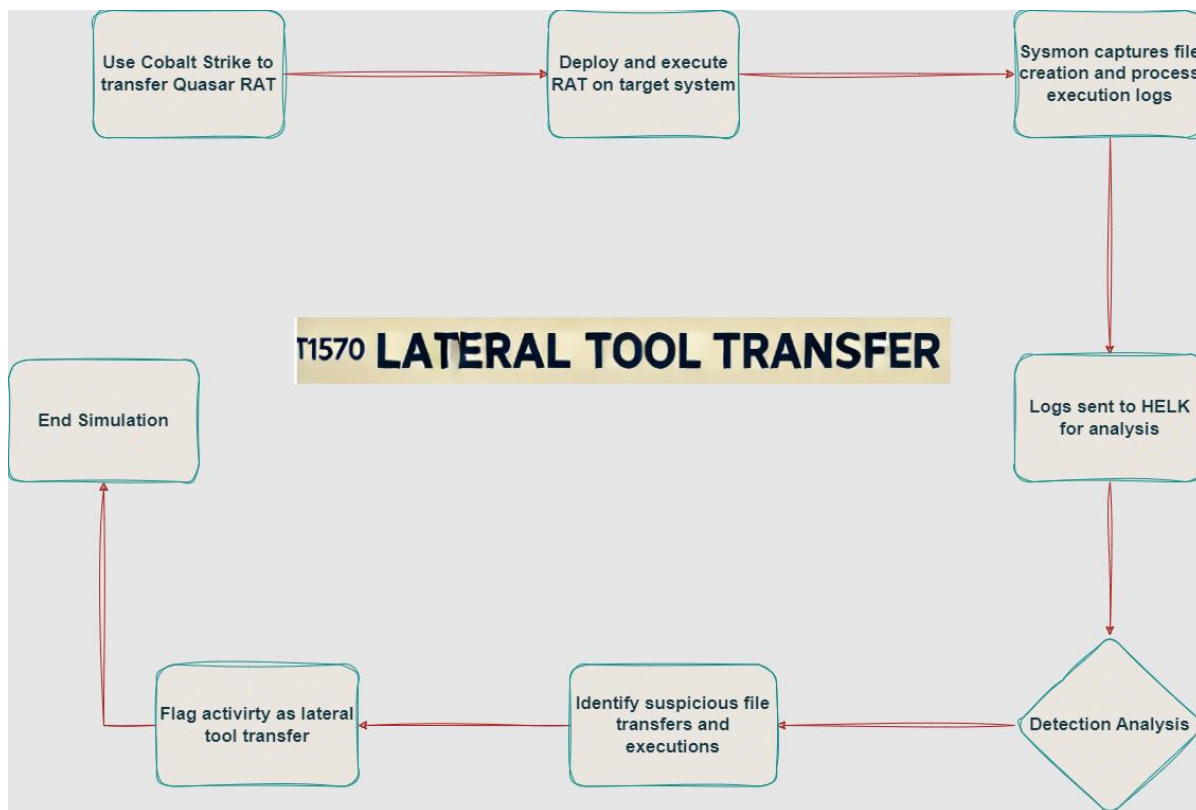 Use Cobalt Strike to
transfer Quasar RAT
Deploy and execute
RAT on target system
Sysmon captures file
creation and process
execution logs
T1570 LATERAL TOOL TRANSFER
Logs sent to HELK
for analysis
End Simulation
Flag activirty as lateral
tool transfer
Identify suspicious file
transfers and
executions
Detection Analysis